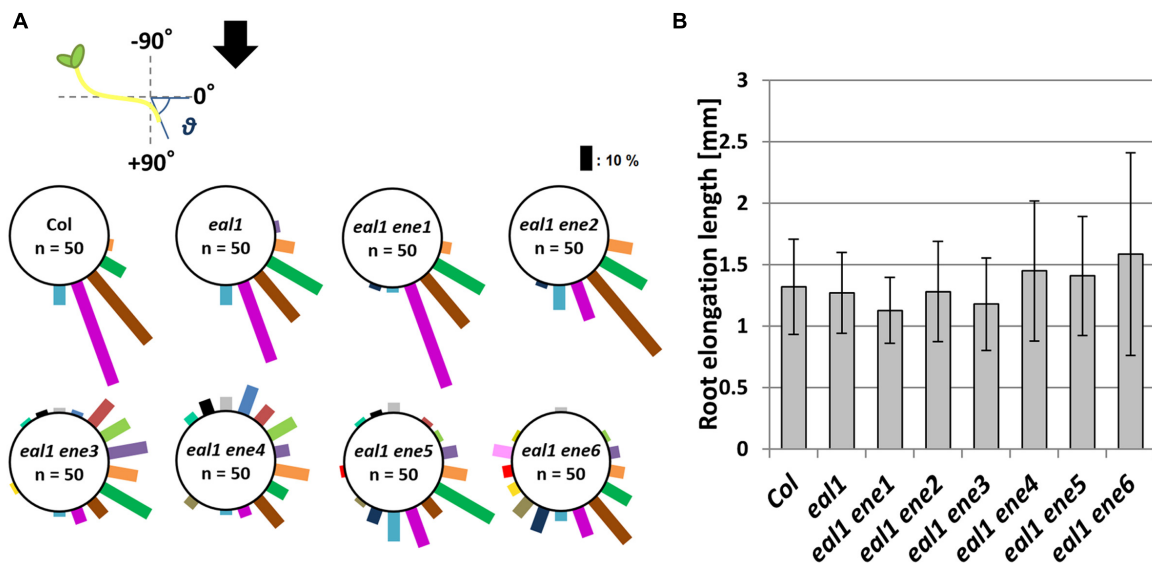 A
B
-90°
0°
ϑ
+90°
: 10 %
Col
n = 50
eal1
n = 50
eal1 ene1
n = 50
eal1 ene2
n = 50
eal1 ene3
n = 50
eal1 ene4
n = 50
eal1 ene5
n = 50
eal1 ene6
n = 50
Root elongation length [mm]
3
2.5
2
1.5
1
0.5
0
Col
eal1
eal1 ene1
eal1 ene2
eal1 ene3
eal1 ene4
eal1 ene5
eal1 ene6